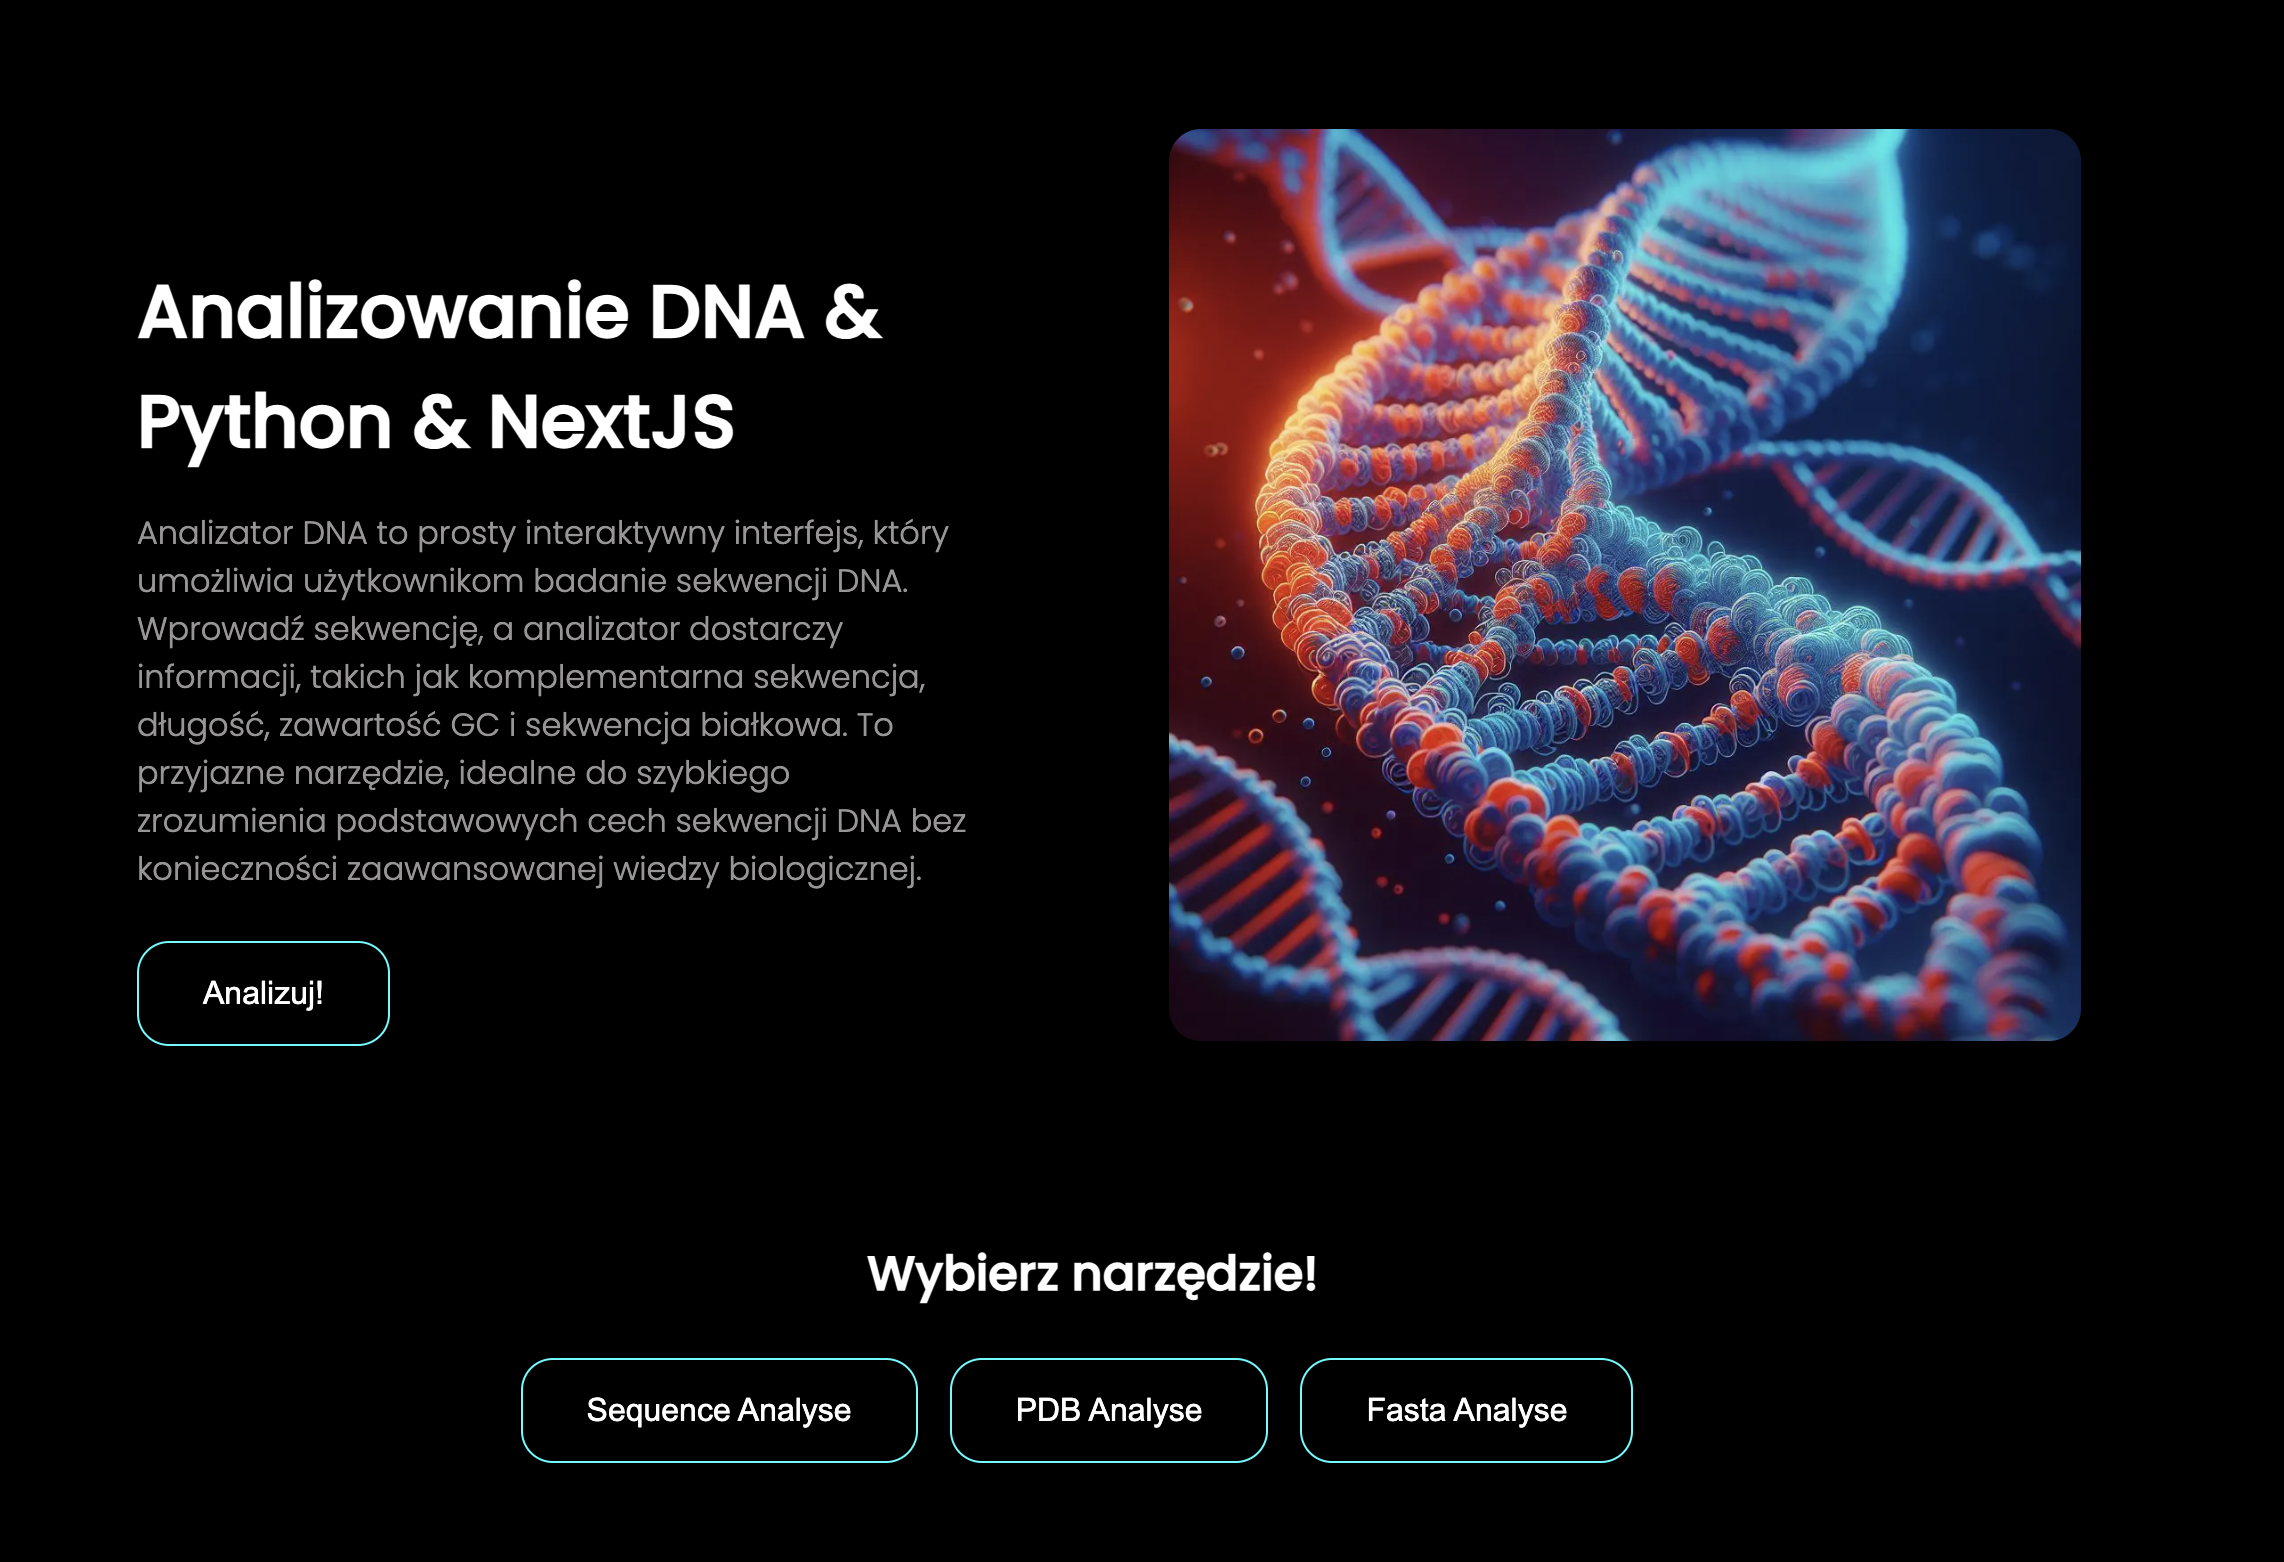 Analizowanie DNA &
Python & NextJS
Analizator DNA to prosty interaktywny interfejs, który
umożliwia użytkownikom badanie sekwencji DNA.
Wprowadź sekwencję, a analizator dostarczy
informacji, takich jak komplementarna sekwencja,
długość, zawartość GC i sekwencja białkowa. To
przyjazne narzędzie, idealne do szybkiego
zrozumienia podstawowych cech sekwencji DNA bez
konieczności zaawansowanej wiedzy biologicznej.
Analizuj!
Wybierz narzędzie!
Sequence Analyse
PDB Analyse
Fasta Analyse